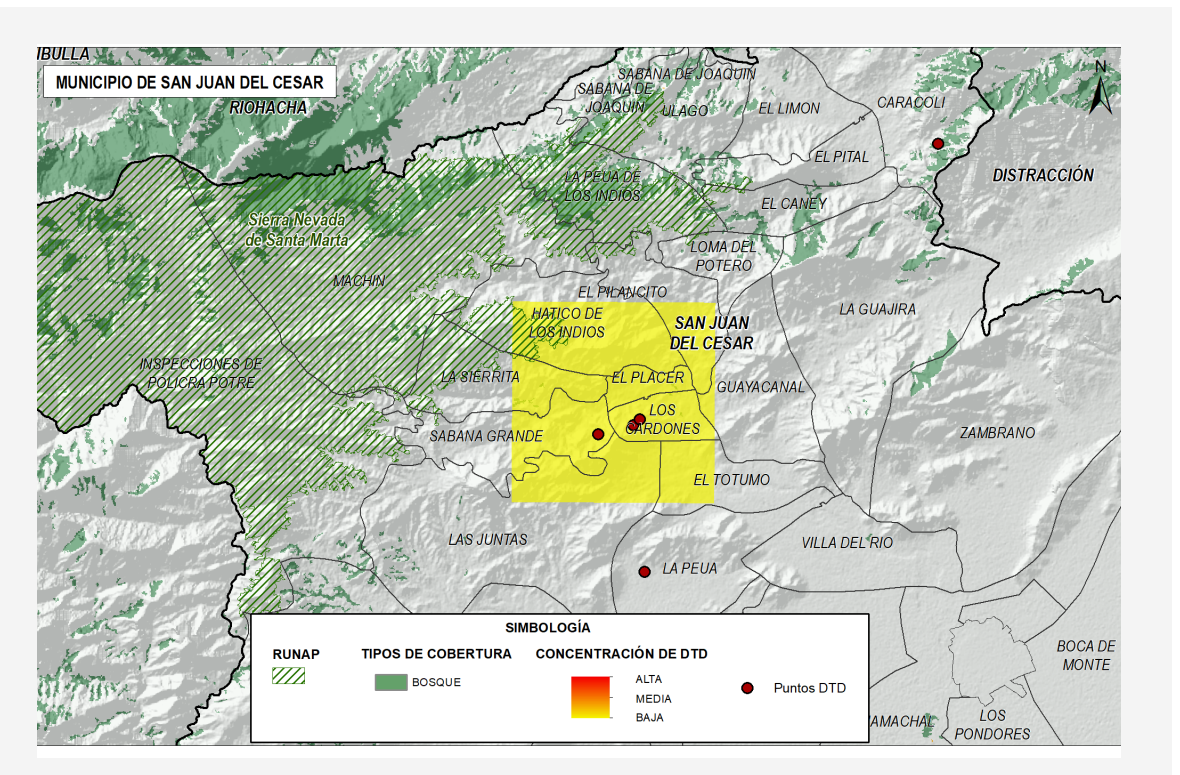 IBULLA
MUNICIPIO DE SAN JUAN DEL CESAR
RIOHACHA
SABANA DE JOAQUIN
SABANA DE
JOAQUIN
ULAGO
EL LIMON
CARACOLI
N
EL PITAL
DISTRACCIÓN
LA PEUA DE
LOS INDIOS
EL CANEY
Sierra Nevada
de Santa Marta
LOMA DEL
POTERO
MACHIN
EL PILANCITO
LA GUAJIRA
HATICO DE
LOS INDIOS
SAN JUAN
DEL CESAR
INSPECCIONES DE
POLICRA POTRE
LA SIERRITA
EL PLACER
GUAYACANAL
LOS
CARDONES
SABANA GRANDE
ZAMBRANO
EL TOTUMO
LAS JUNTAS
VILLA DEL RIO
LA PEUA
BOCA DE
MONTE
AMACHAL
LOS
PONDORES
SIMBOLOGÍA
RUNAP
TIPOS DE COBERTURA
BOSQUE
CONCENTRACIÓN DE DTD
ALTA
MEDIA
BAJA
Puntos DTD